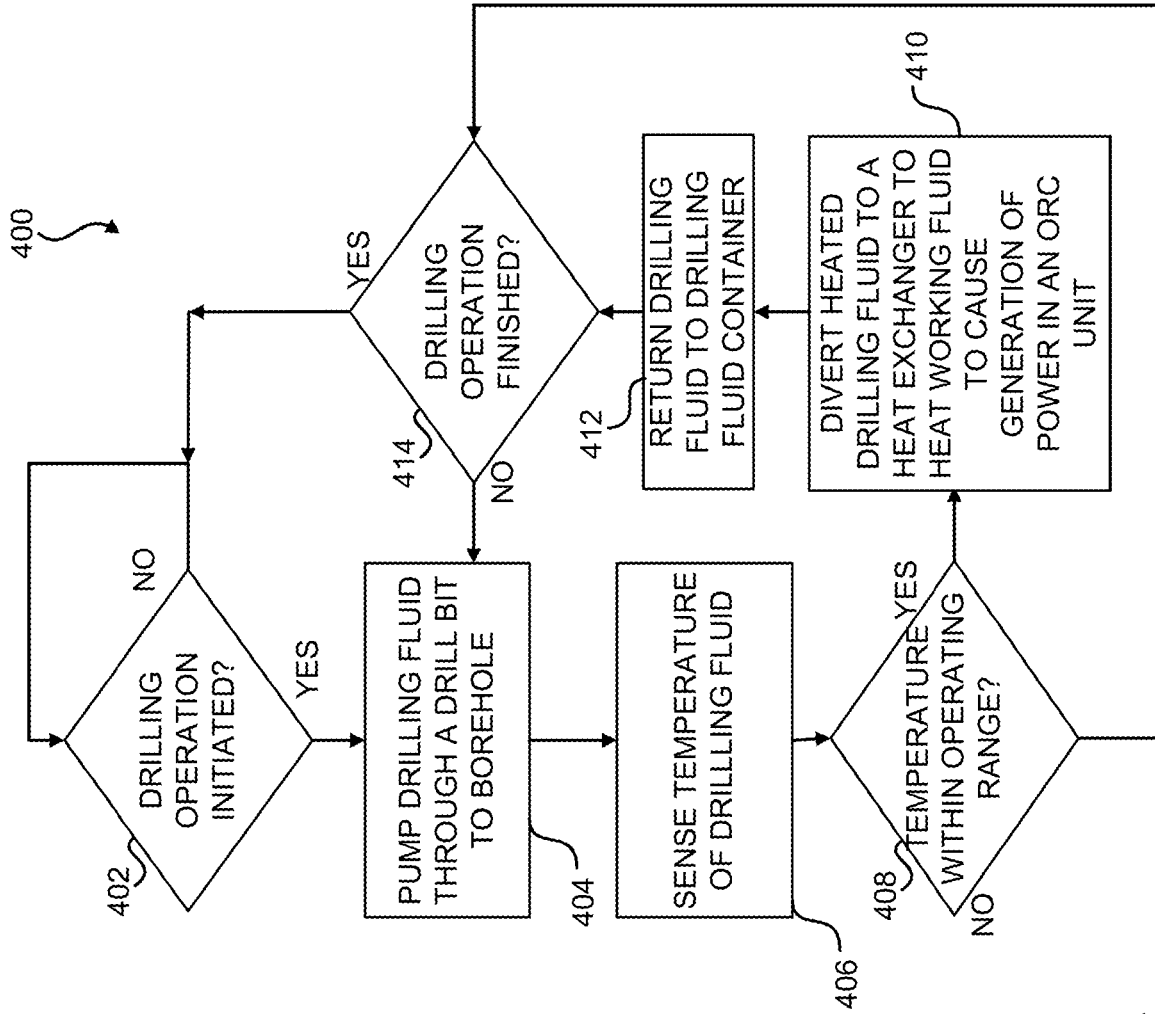 400
402
DRILLING
OPERATION
INITIATED?
NO
YES
PUMP DRILLING FLUID
THROUGH A DRILL BIT
TO BOREHOLE
404
SENSE TEMPERATURE
OF DRILLLING FLUID
406
408
TEMPERATURE
WITHIN OPERATING
RANGE?
YES
NO
DIVERT HEATED
DRILLING FLUID TO A
HEAT EXCHANGER TO
HEAT WORKING FLUID
TO CAUSE
GENERATION OF
POWER IN AN ORC
UNIT
410
RETURN DRILLING
FLUID TO DRILLING
FLUID CONTAINER
412
DRILLING
OPERATION
FINISHED?
414
YES
NO